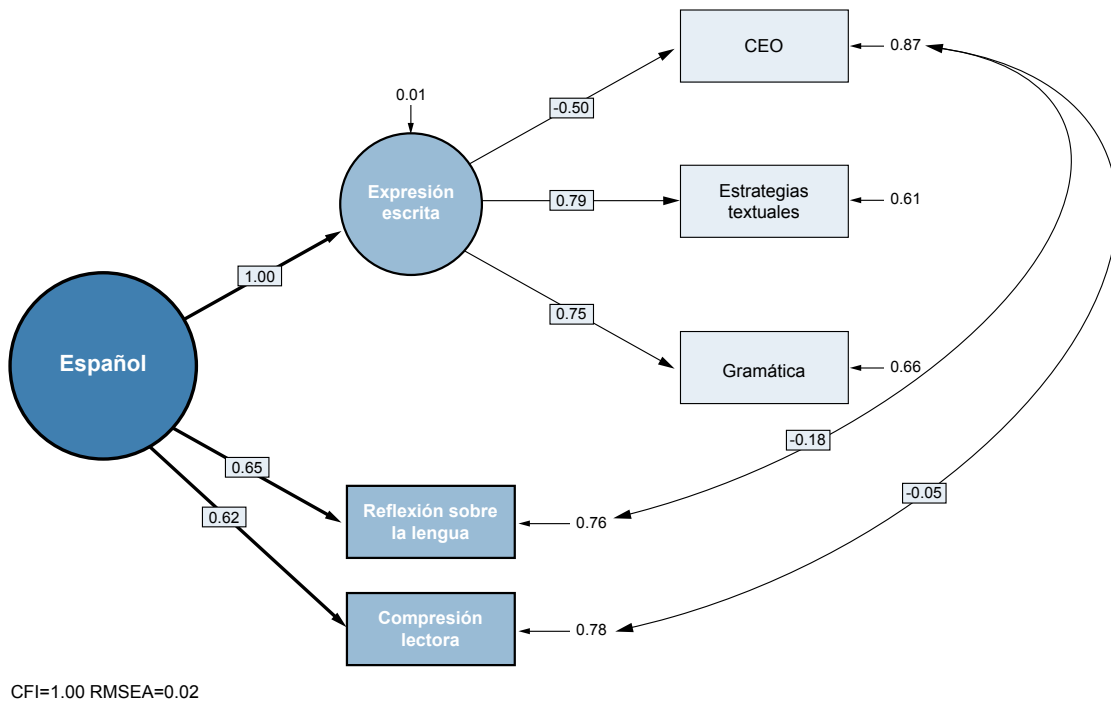 CEO
0.87
-0.50
0.01
Expresión
escrita
0.79
Estrategias
textuales
0.61
1.00
0.75
Gramática
0.66
Español
-0.18
0.65
Reflexión sobre
la lengua
0.76
-0.05
0.62
Compresión
lectora
0.78
CFI=1.00 RMSEA=0.02